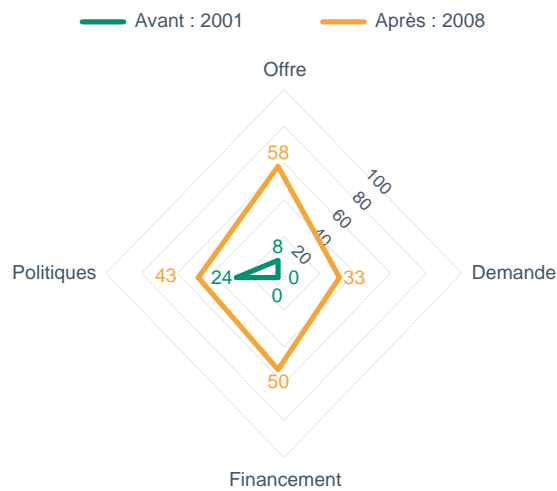 Avant : 2001 Après : 2008
Offre
58
100
80
60
40
20
8
Politiques 43 24 0 33 Demande
0
50
Financement